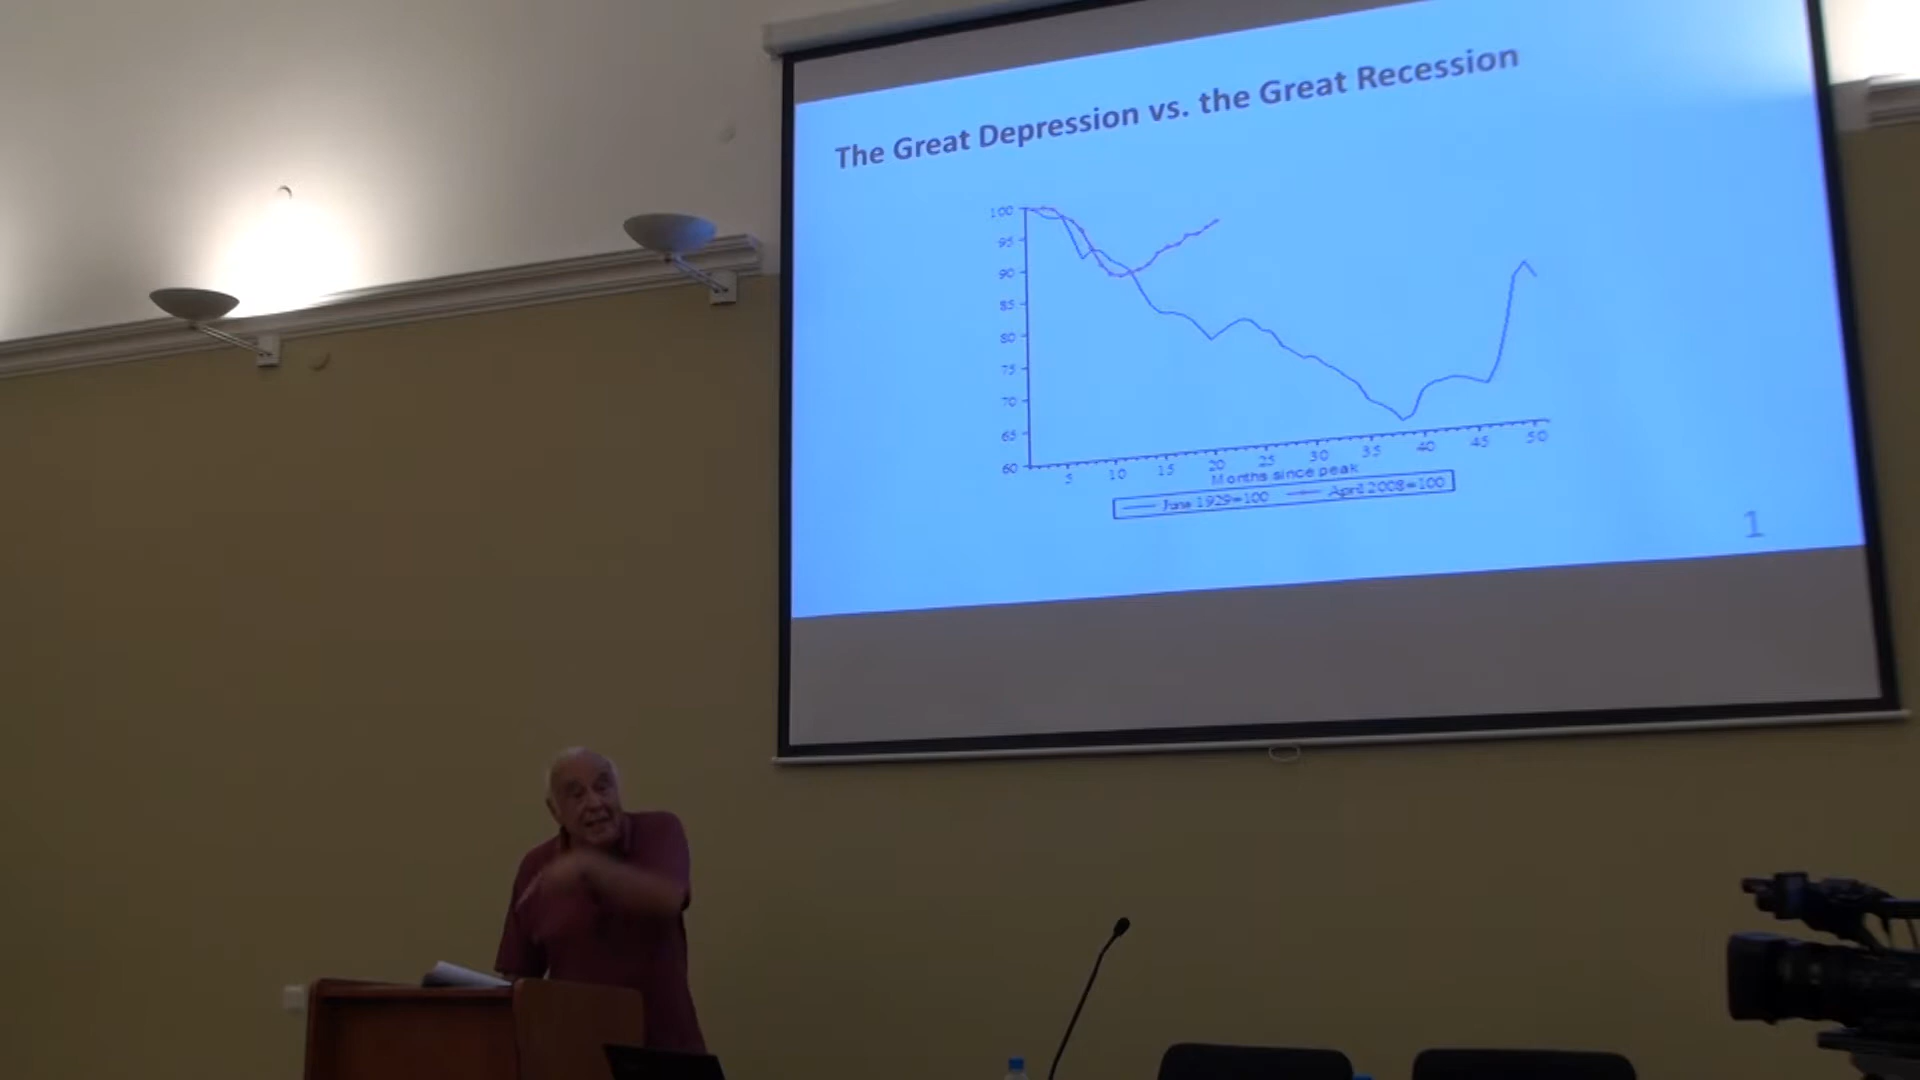 The Great Depression vs. the Great Recession
100
95
90
85
80
75
70
65
60
5 10 15 20 25 30 35 40 45 50
Months since peak
June 1929=100 April 2008=100
1